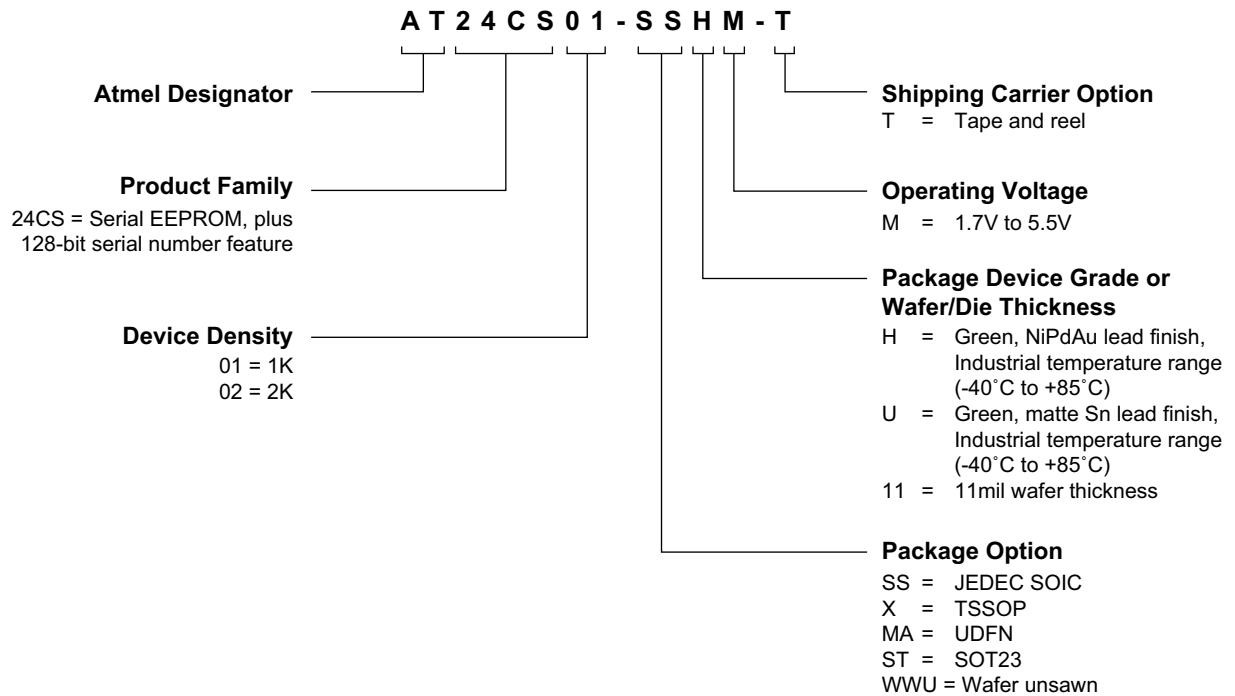 AT24CS01-SSHM-T
Atmel Designator
Product Family
24CS = Serial EEPROM, plus
128-bit serial number feature
Device Density
01 = 1K
02 = 2K
Shipping Carrier Option
T = Tape and reel
Operating Voltage
M = 1.7V to 5.5V
Package Device Grade or
Wafer/Die Thickness
H = Green, NiPdAu lead finish,
Industrial temperature range
(-40˚C to +85˚C)
U = Green, matte Sn lead finish,
Industrial temperature range
(-40˚C to +85˚C)
11 = 11mil wafer thickness
Package Option
SS = JEDEC SOIC
X = TSSOP
MA = UDFN
ST = SOT23
WWU = Wafer unsawn